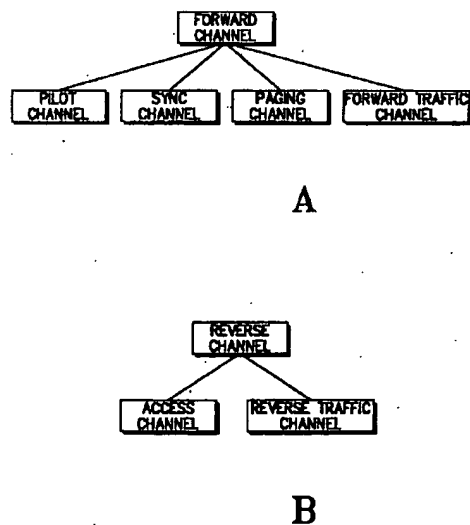 FORWARD
CHANNEL
PILOT
CHANNEL
SYNC
CHANNEL
PAGING
CHANNEL
FORWARD TRAFFIC
CHANNEL
A
REVERSE
CHANNEL
ACCESS
CHANNEL
REVERSE TRAFFIC
CHANNEL
B